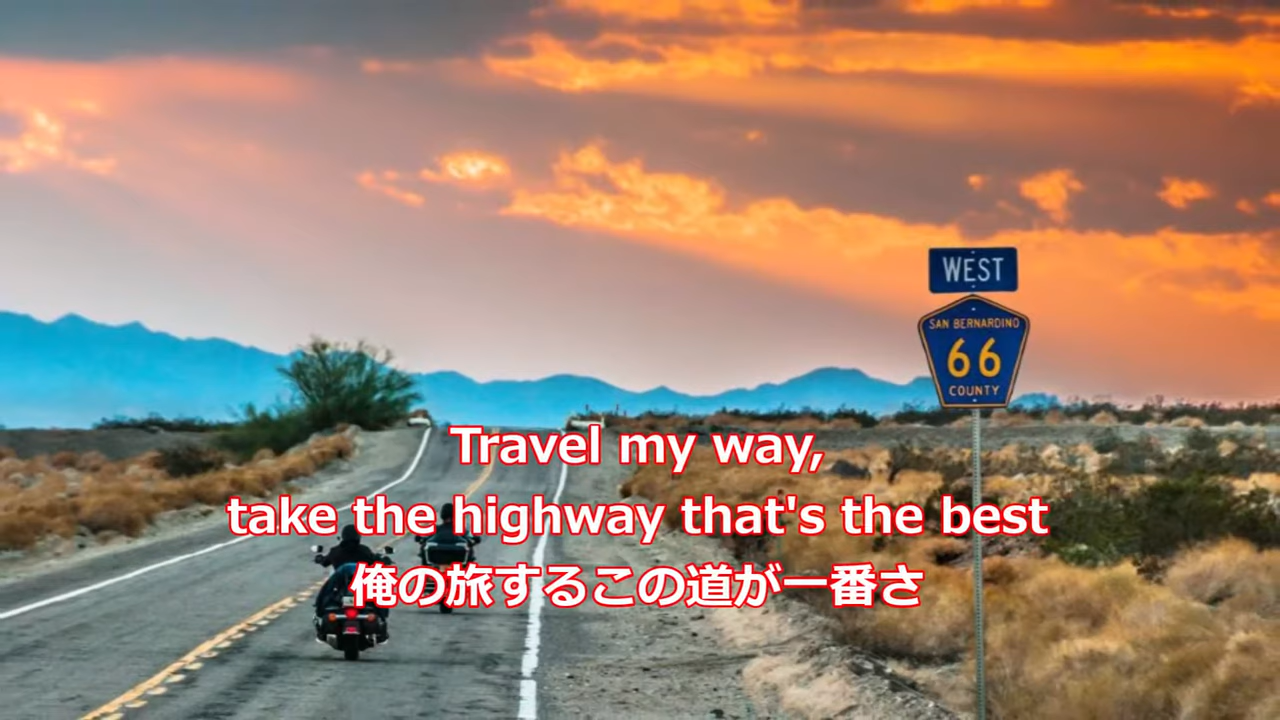 WEST
SAN BERNARDINO
66
COUNTY
Travel my way,
take the highway that's the best
俺の旅するこの道が一番さ